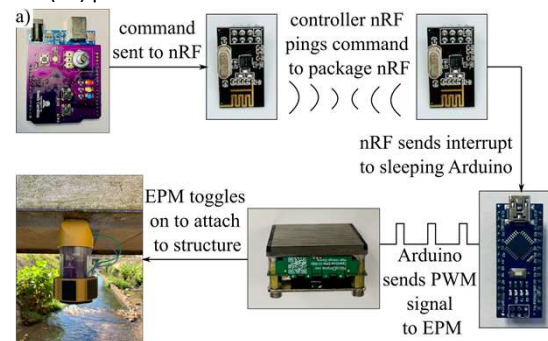 a)
command
sent to nRF
controller nRF
pings command
to package nRF
nRF sends interrupt
to sleeping Arduino
EPM toggles
on to attach
to structure
Arduino
sends PWM
signal
to EPM